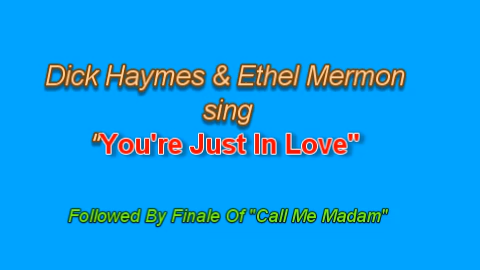 Dick Haymes & Ethel Mermon
sing
"You're Just In Love"
Followed By Finale Of "Call Me Madam"